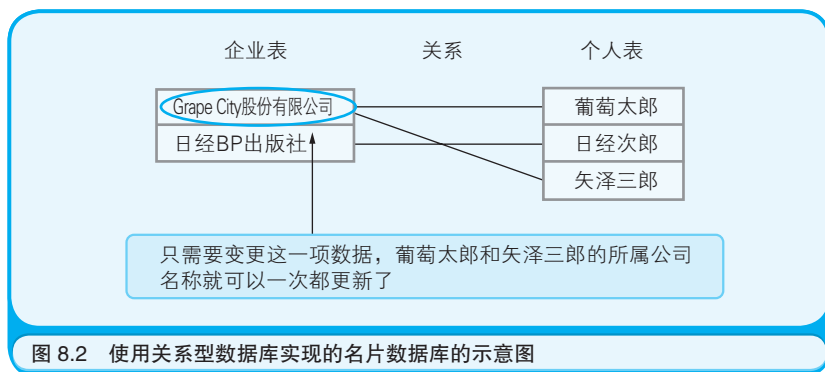 企业表 关系 个人表
Grape City股份有限公司 葡萄太郎
日经BP出版社 日经次郎
矢泽三郎
只需要变更这一项数据，葡萄太郎和矢泽三郎的所属公司
名称就可以一次都更新了
图 8.2 使用关系型数据库实现的名片数据库的示意图